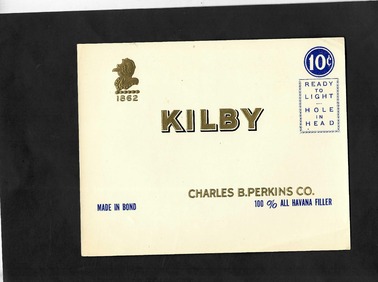 1862
KILBY
10¢
READY
TO
LIGHT
HOLE
IN
HEAD
CHARLES B. PERKINS CO.
MADE IN BOND
100 % ALL HAVANA FILLER